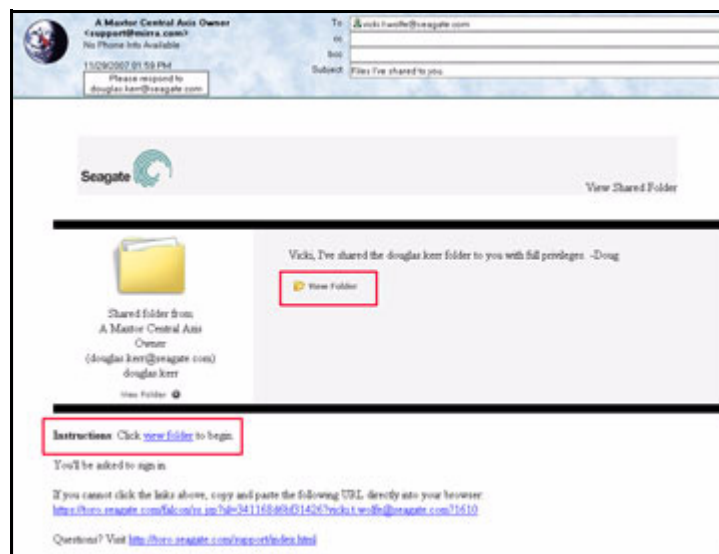 A Maxtor Central Axis Owner
<support@mirra.com>
No Phone Info Available
11/29/2007 01:59 PM
Please respond to
douglas.kerr@seagate.com
To
cc
bcc
Subject Files I've shared to you
Seagate
View Shared Folder
Vicki, I've shared the douglas.kerr folder to you with full privileges. -Doug
View Folder
Shared folder from
A Maxtor Central Axis
Owner
(douglas.kerr@seagate.com)
douglas.kerr
View Folder
Instructions: Click view folder to begin.
You'll be asked to sign in.
If you cannot click the links above, copy and paste the following URL directly into your browser:
Questions? Visit http://toro.seagate.com/support/index.html